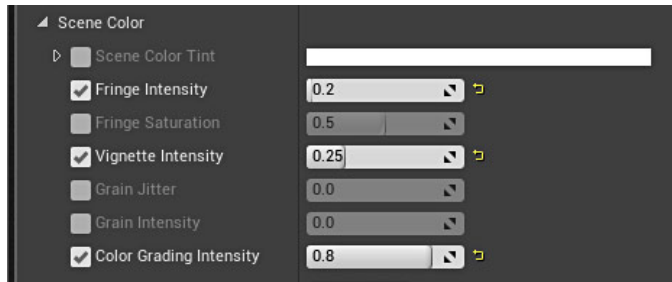 Scene Color
Scene Color Tint
Fringe Intensity 0.2
Fringe Saturation 0.5
Vignette Intensity 0.25
Grain Jitter 0.0
Grain Intensity 0.0
Color Grading Intensity 0.8